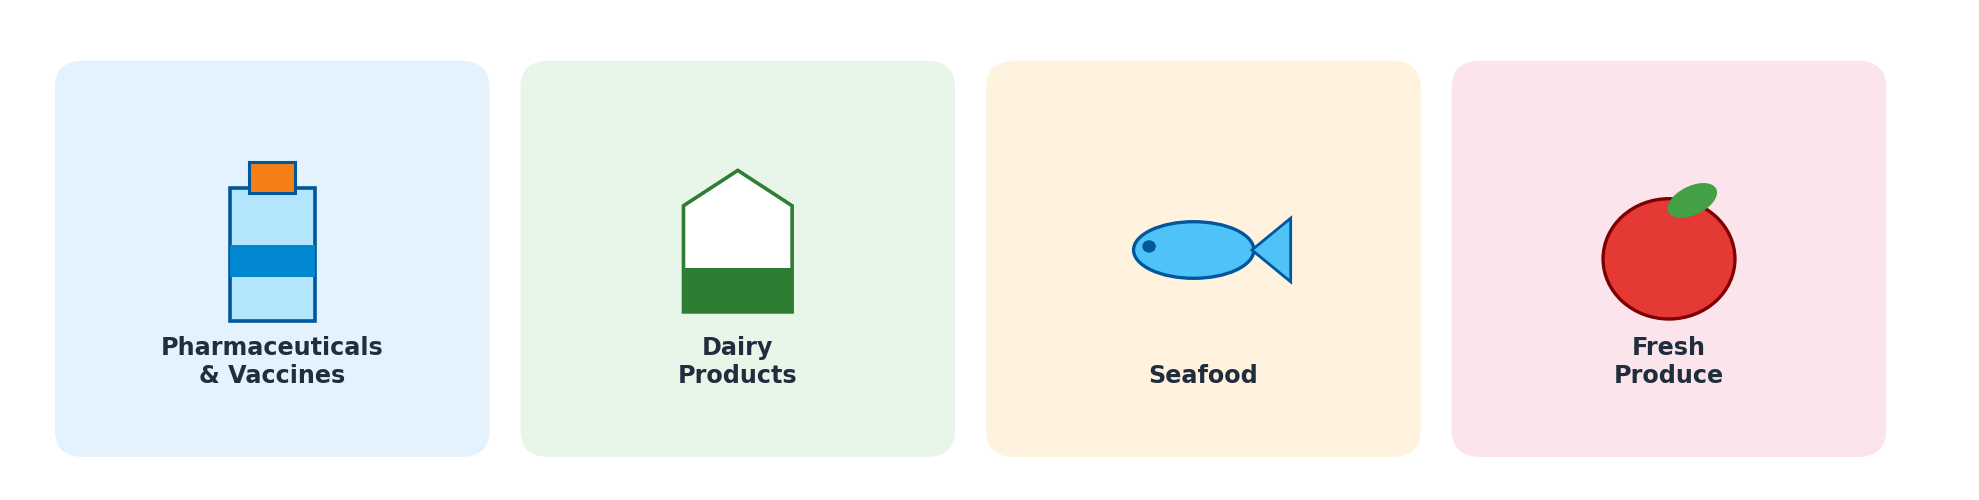 Pharmaceuticals
& Vaccines
Dairy
Products
Seafood
Fresh
Produce